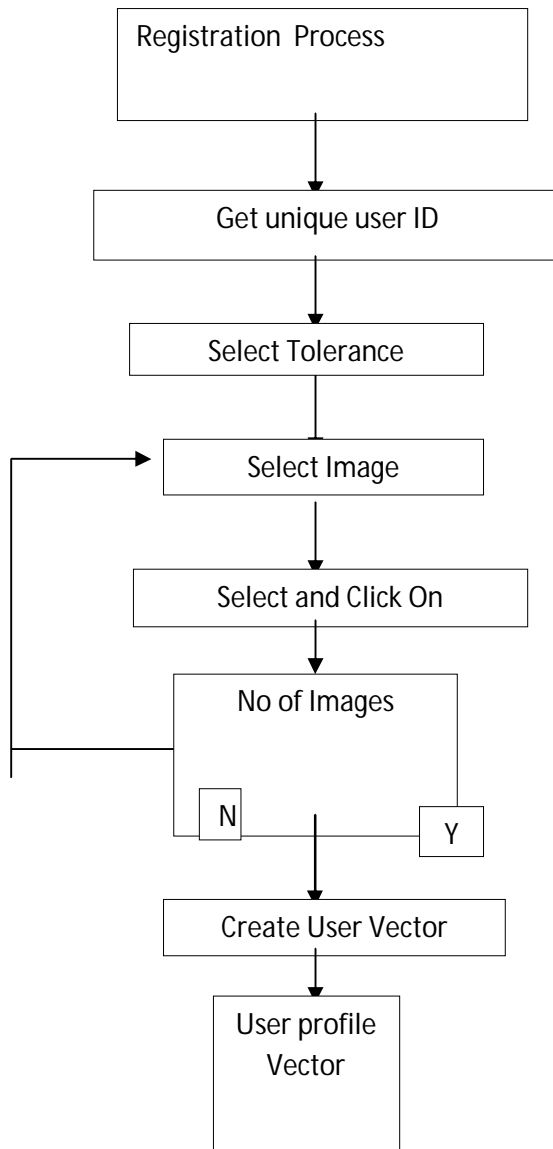 Registration Process
Get unique user ID
Select Tolerance
Select Image
Select and Click On
No of Images
N
Y
Create User Vector
User profile
Vector